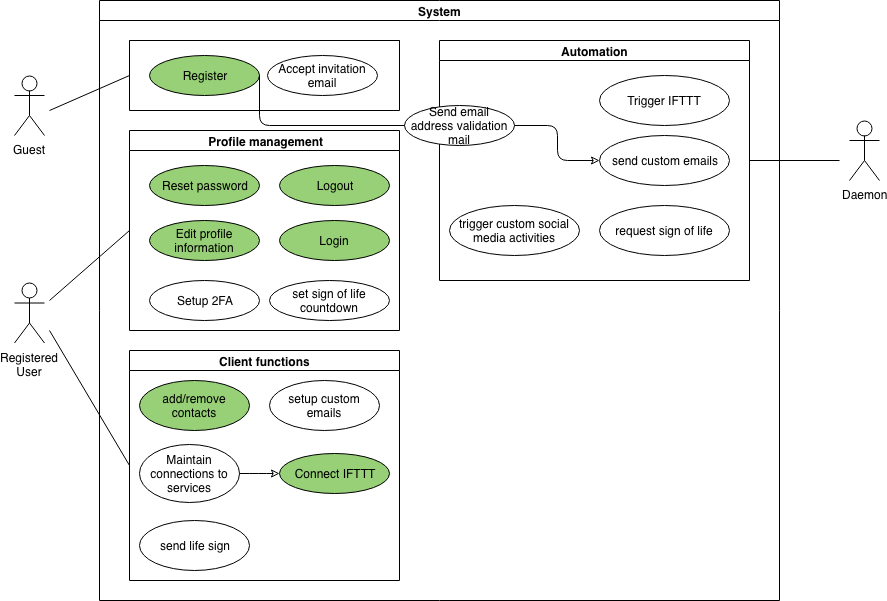 System
Guest
Register
Accept invitation
email
Send email
address validation
mail
Automation
Trigger IFTTT
send custom emails
trigger custom social
media activities
request sign of life
Daemon
Profile management
Reset password
Logout
Edit profile
information
Login
Setup 2FA
set sign of life
countdown
Registered
User
Client functions
add/remove
contacts
setup custom
emails
Maintain
connections to
services
Connect IFTTT
send life sign